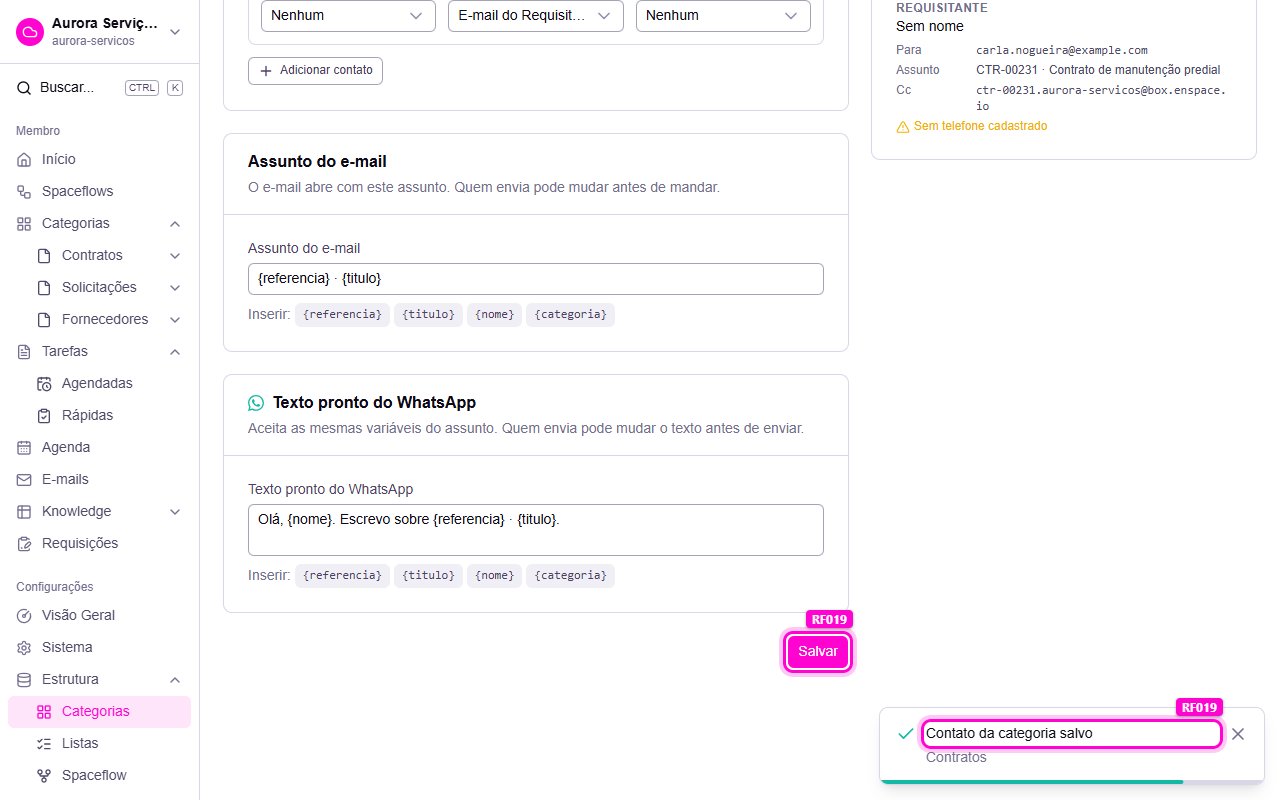 Aurora Serviç...
aurora-servicos
Buscar...
CTRL K
Membro
Início
Spaceflows
Categorias
Contratos
Solicitações
Fornecedores
Tarefas
Agendadas
Rápidas
Agenda
E-mails
Knowledge
Requisições
Configurações
Visão Geral
Sistema
Estrutura
Categorias
Listas
Spaceflow
Nenhum
E-mail do Requisit...
Nenhum
Adicionar contato
Assunto do e-mail
O e-mail abre com este assunto. Quem envia pode mudar antes de mandar.
Assunto do e-mail
{referencia} · {titulo}
Inserir: {referencia} {titulo} {nome} {categoria}
Texto pronto do WhatsApp
Aceita as mesmas variáveis do assunto. Quem envia pode mudar o texto antes de enviar.
Texto pronto do WhatsApp
Olá, {nome}. Escrevo sobre {referencia} · {titulo}.
Inserir: {referencia} {titulo} {nome} {categoria}
RF019
Salvar
REQUISITANTE
Sem nome
Para carla.nogueira@example.com
Assunto CTR-00231 · Contrato de manutenção predial
Cc ctr-00231.aurora-servicos@box.enspace.
io
Sem telefone cadastrado
RF019
Contato da categoria salvo
Contratos